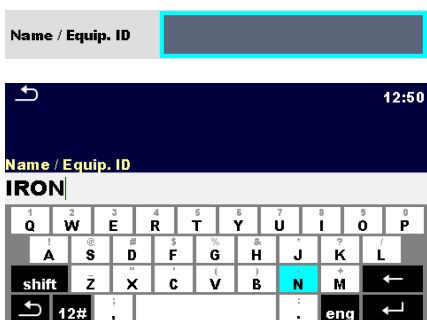 Name / Equip. ID
12:50
Name / Equip. ID
IRON
1 2 3 4 5 6 7 8 9 0
Q W E R T Y U I O P
! @ # $ % & ' ? /
A S D F G H J K L
_ " ' ( ) - +
shift Z X C V B N M ←
; :
12# , . eng